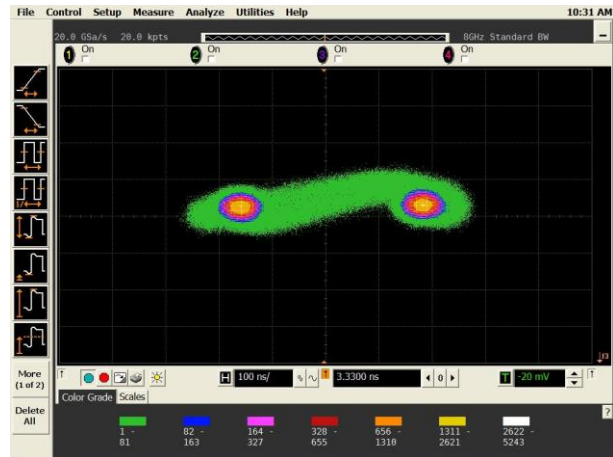 File Control Setup Measure Analyze Utilities Help 10:31 AM
20.0 GSa/s 20.0 kpts 8GHz Standard BW
1 On 2 On 3 On 4 On
More
(1 of 2)
Delete
All
H 100 ns/ 3.3300 ns 0 T -20 mV
Color Grade Scales
1 - 82 - 164 - 328 - 656 - 1311 - 2622 -
81 163 327 655 1310 2621 5243